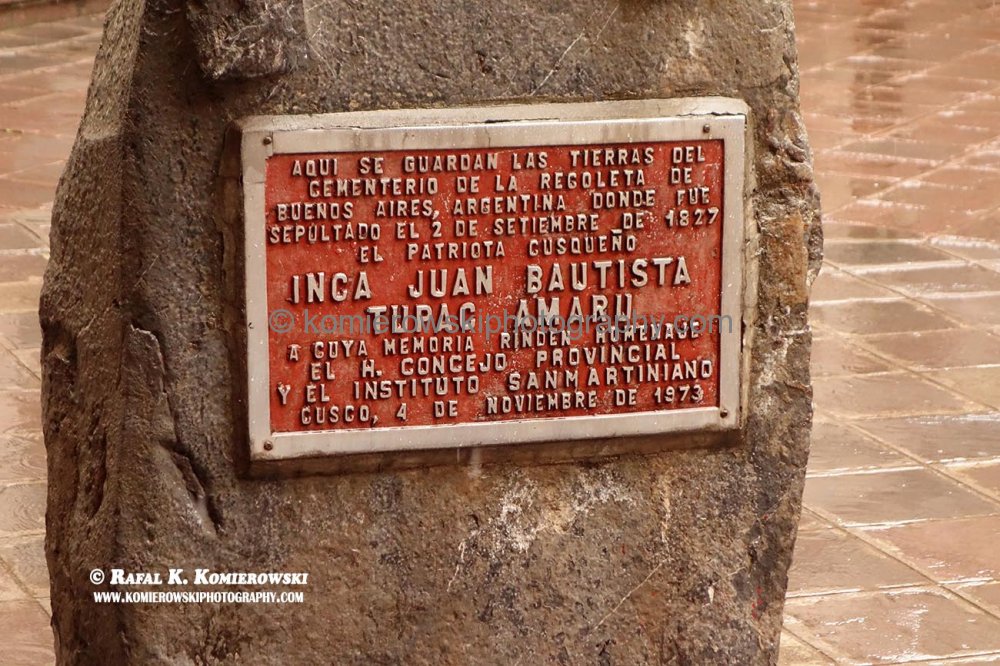 AQUI SE GUARDAN LAS TIERRAS DEL
CEMENTERIO DE LA RECOLETA DE
BUENOS AIRES, ARGENTINA DONDE FUE
SEPULTADO EL 2 DE SETIEMBRE DE 1827
EL PATRIOTA CUSQUEÑO
INCA JUAN BAUTISTA
TUPAC AMARU
© komierowskiphotography.com
A CUYA MEMORIA RINDEN HOMENAJE
EL H. CONCEJO PROVINCIAL
Y EL INSTITUTO SANMARTINIANO
CUSCO, 4 DE NOVIEMBRE DE 1973
© RAFAL K. KOMIEROWSKI
WWW.KOMIEROWSKIPHOTOGRAPHY.COM